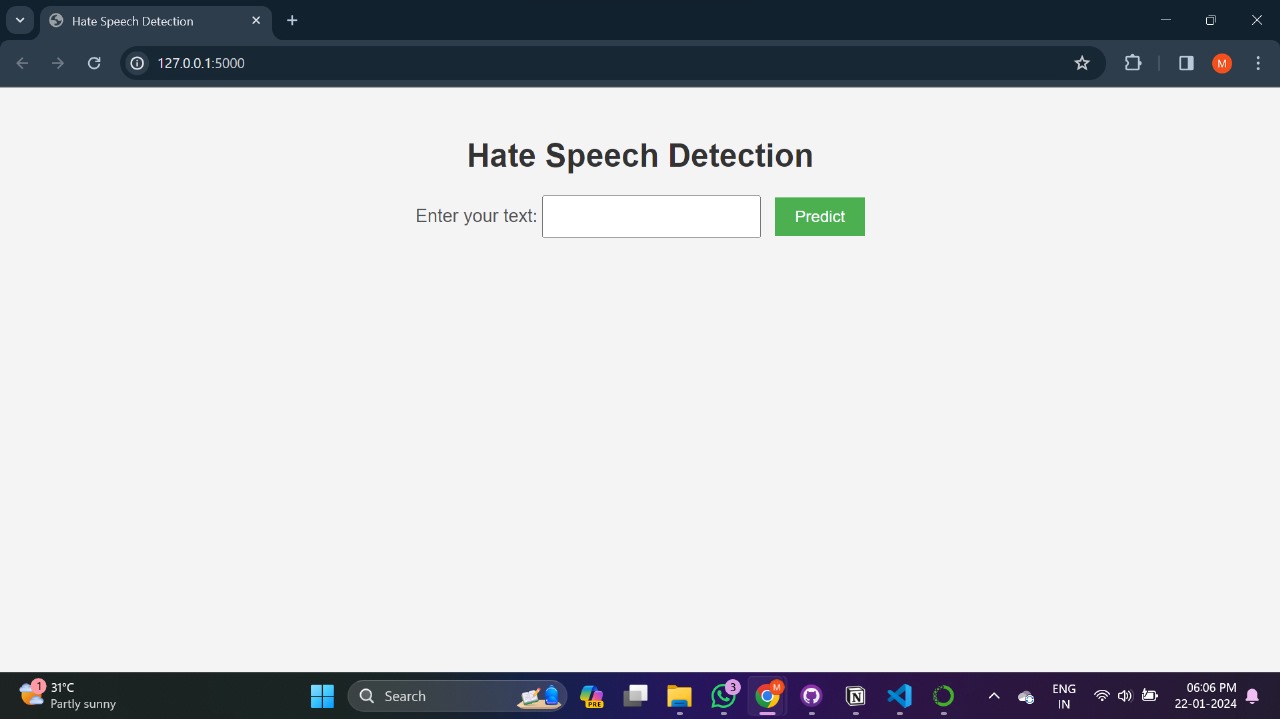 Hate Speech Detection
127.0.0.1:5000
M
Hate Speech Detection
Enter your text:
Predict
1
31°C
Partly sunny
Search
PRE
3
M
ENG
IN
06:06 PM
22-01-2024